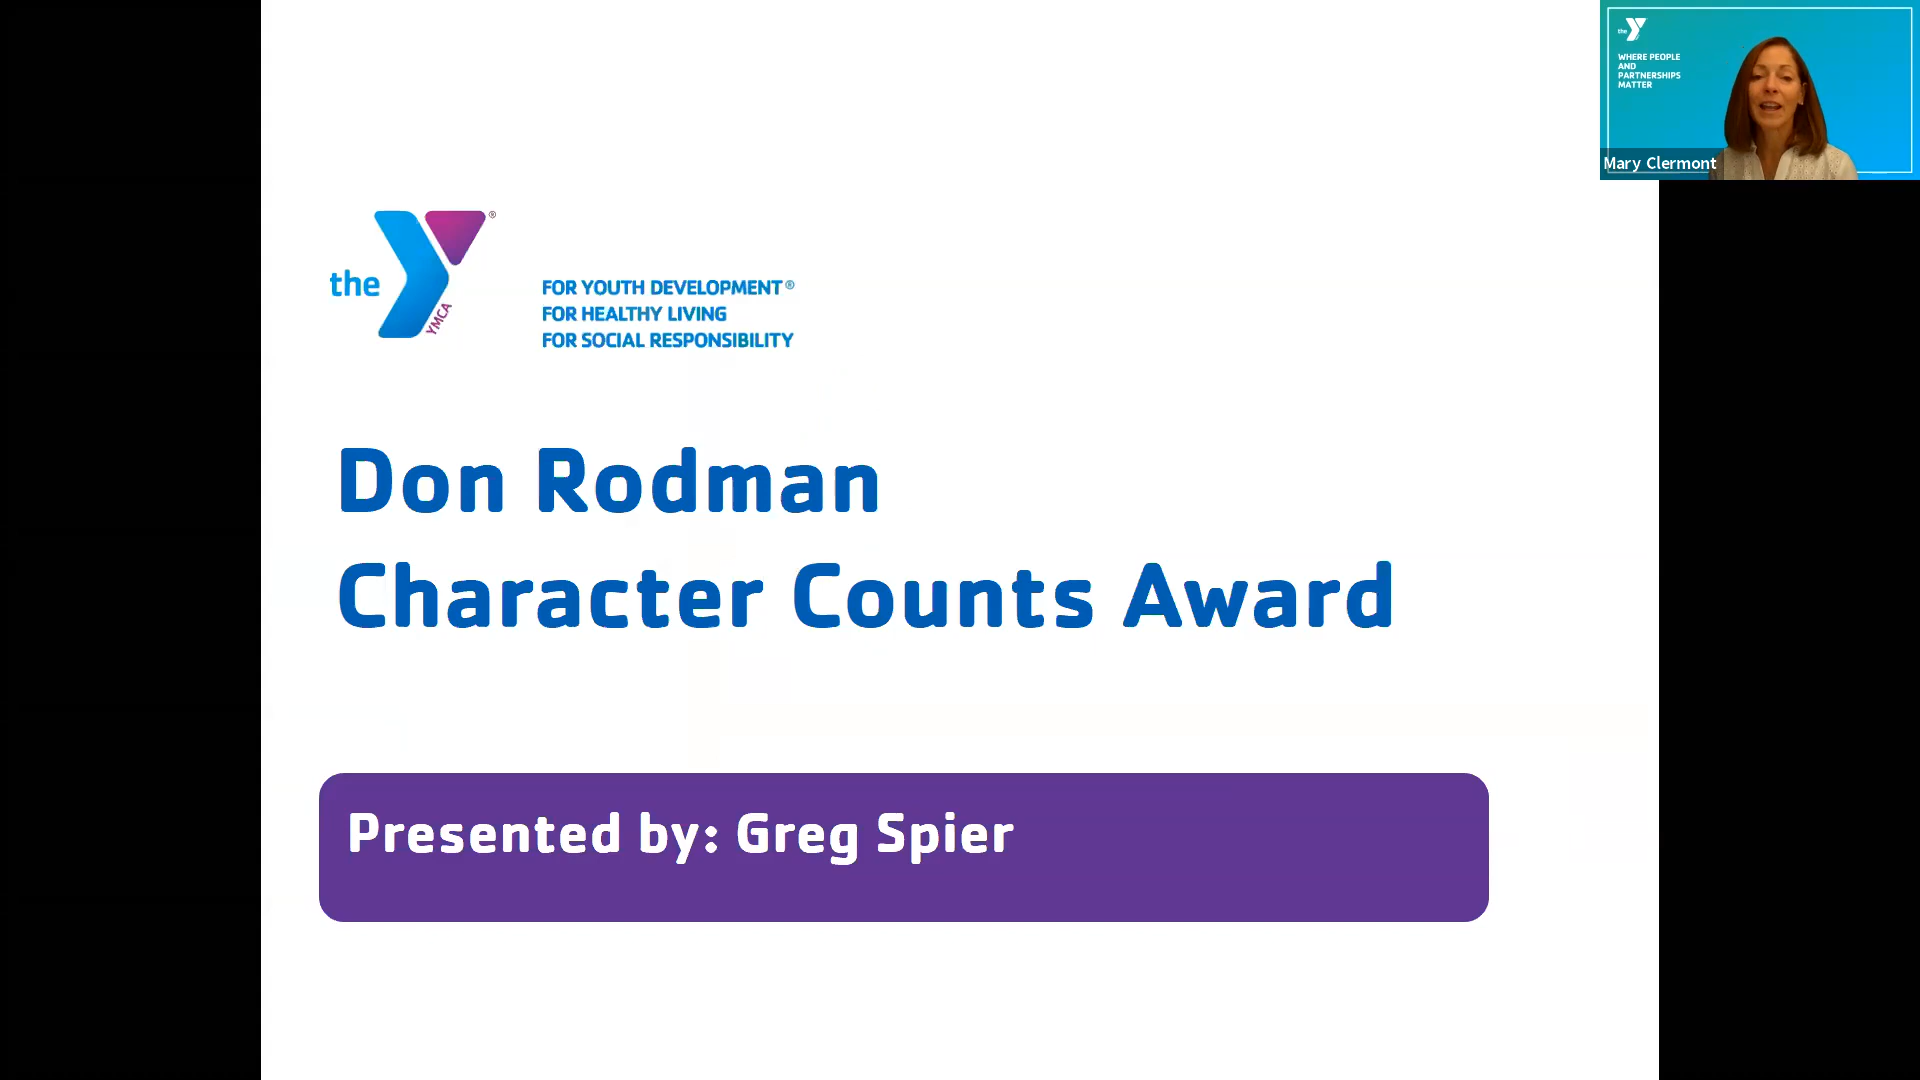 the
YMCA
®
FOR YOUTH DEVELOPMENT®
FOR HEALTHY LIVING
FOR SOCIAL RESPONSIBILITY
Don Rodman
Character Counts Award
Presented by: Greg Spier
the
WHERE PEOPLE
AND
PARTNERSHIPS
MATTER
Mary Clermont